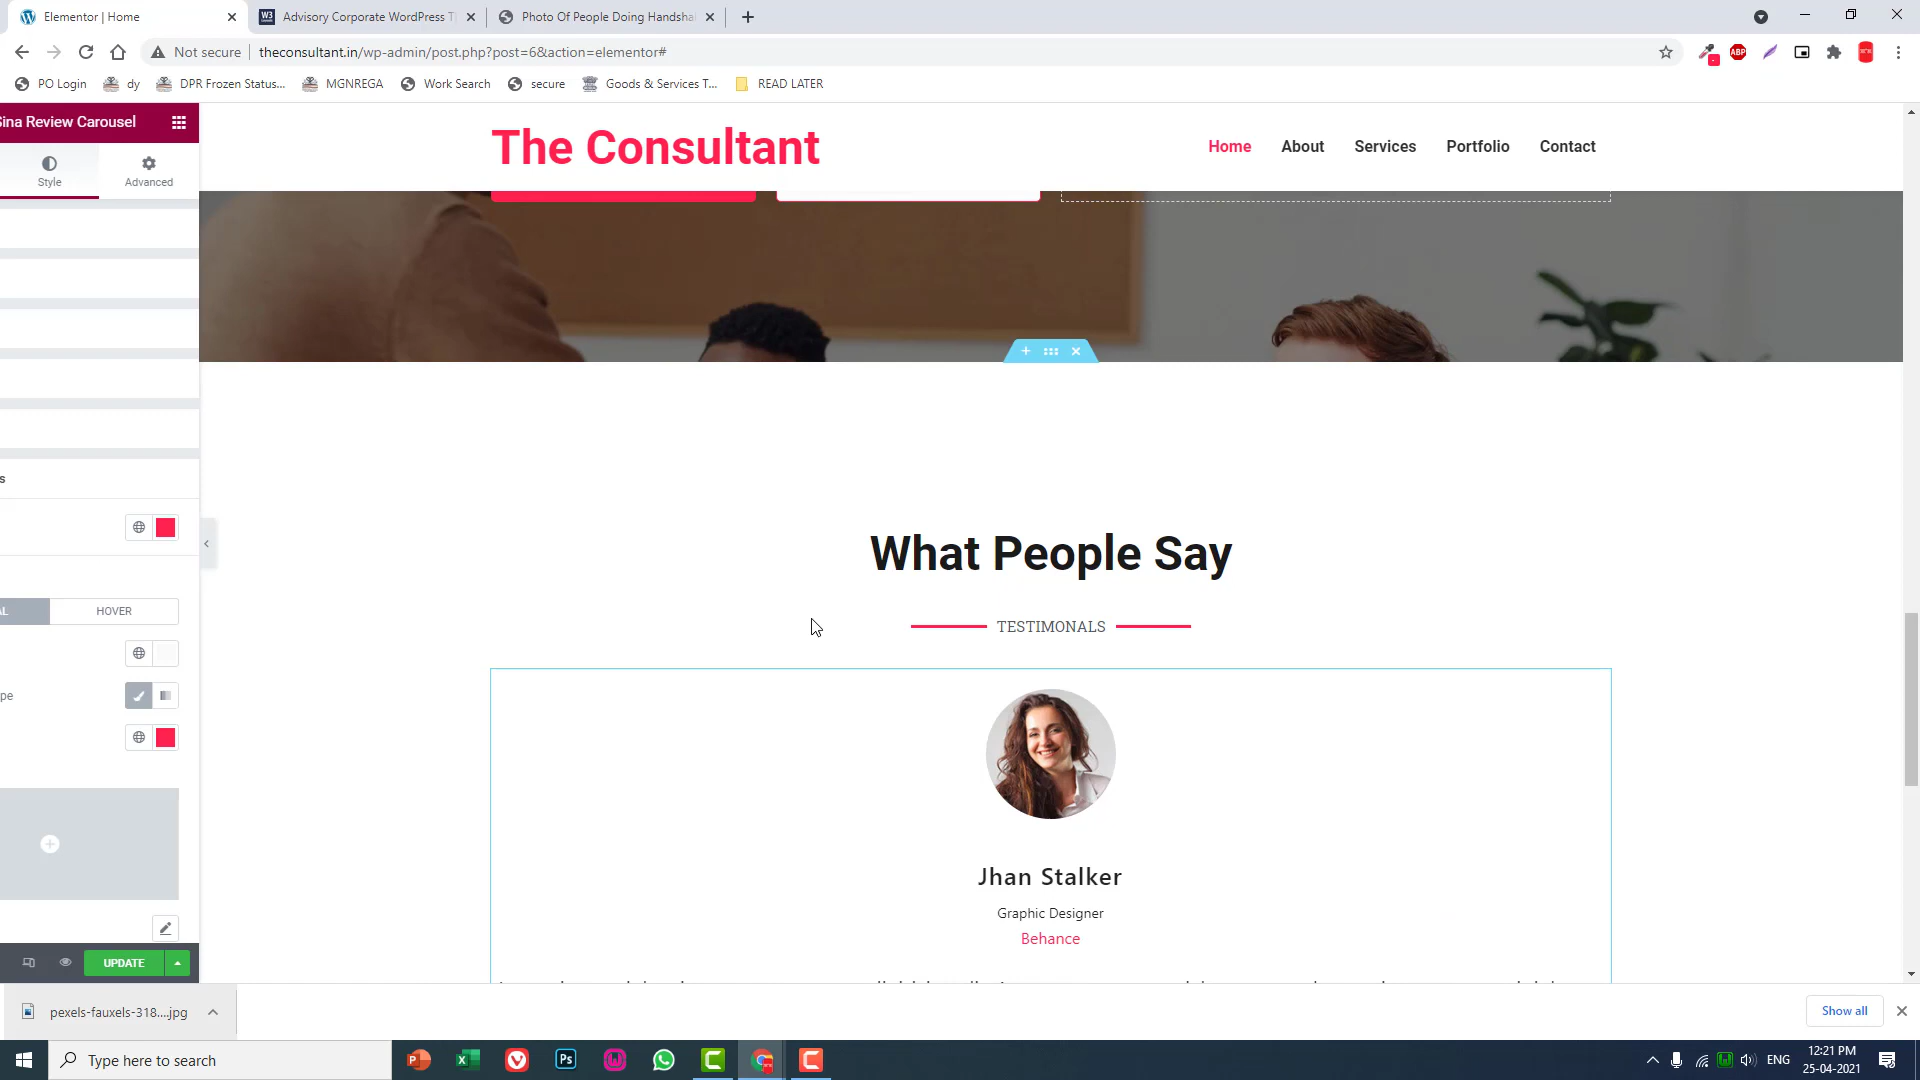 Elementor | Home
Advisory Corporate WordPress T
Photo Of People Doing Handsha
Not secure
theconsultant.in/wp-admin/post.php?post=6&action=elementor#
PO Login
dy
DPR Frozen Status...
MGNREGA
Work Search
secure
Goods & Services T...
READ LATER
Sina Review Carousel
Style
Advanced
The Consultant
Home
About
Services
Portfolio
Contact
s
HOVER
pe
What People Say
TESTIMONALS
Jhan Stalker
Graphic Designer
Behance
UPDATE
pexels-fauxels-318....jpg
Show all
Type here to search
ENG
12:21 PM
25-04-2021